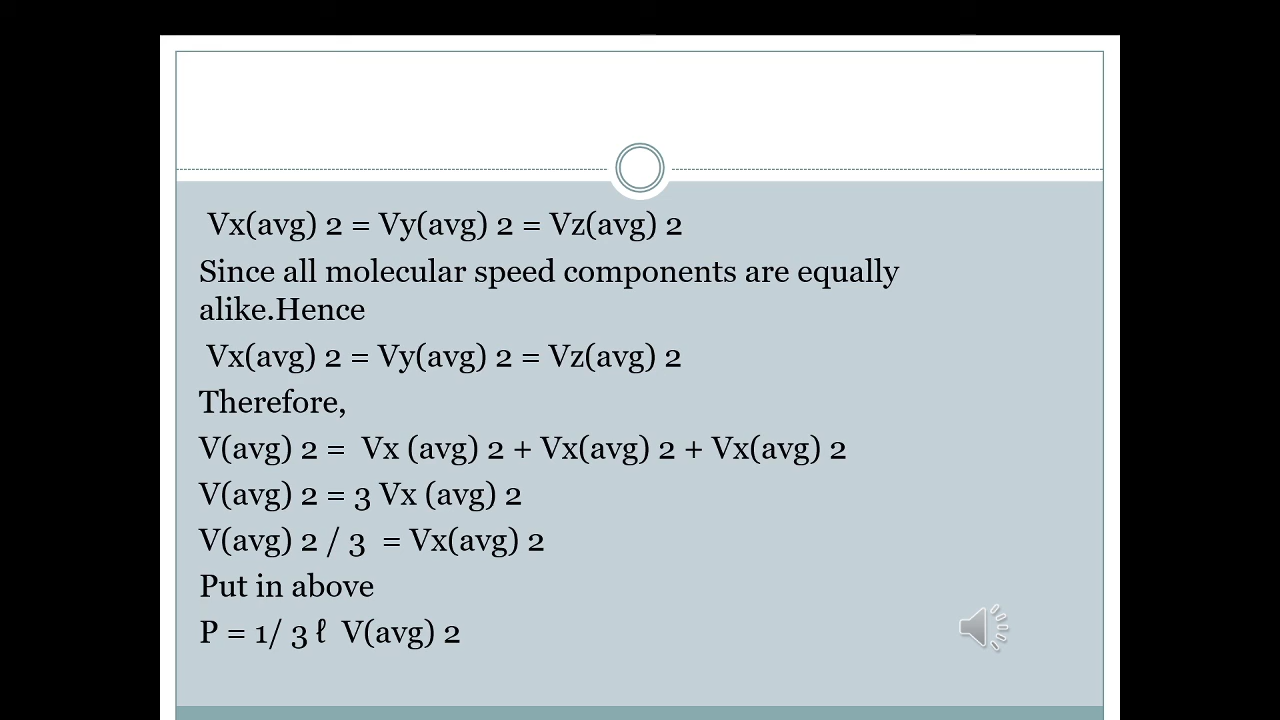 Vx(avg) 2 = Vy(avg) 2 = Vz(avg) 2
Since all molecular speed components are equally
alike.Hence
Vx(avg) 2 = Vy(avg) 2 = Vz(avg) 2
Therefore,
V(avg) 2 =  Vx (avg) 2 + Vx(avg) 2 + Vx(avg) 2
V(avg) 2 = 3 Vx (avg) 2
V(avg) 2 / 3  = Vx(avg) 2
Put in above
P = 1/ 3 ℓ  V(avg) 2